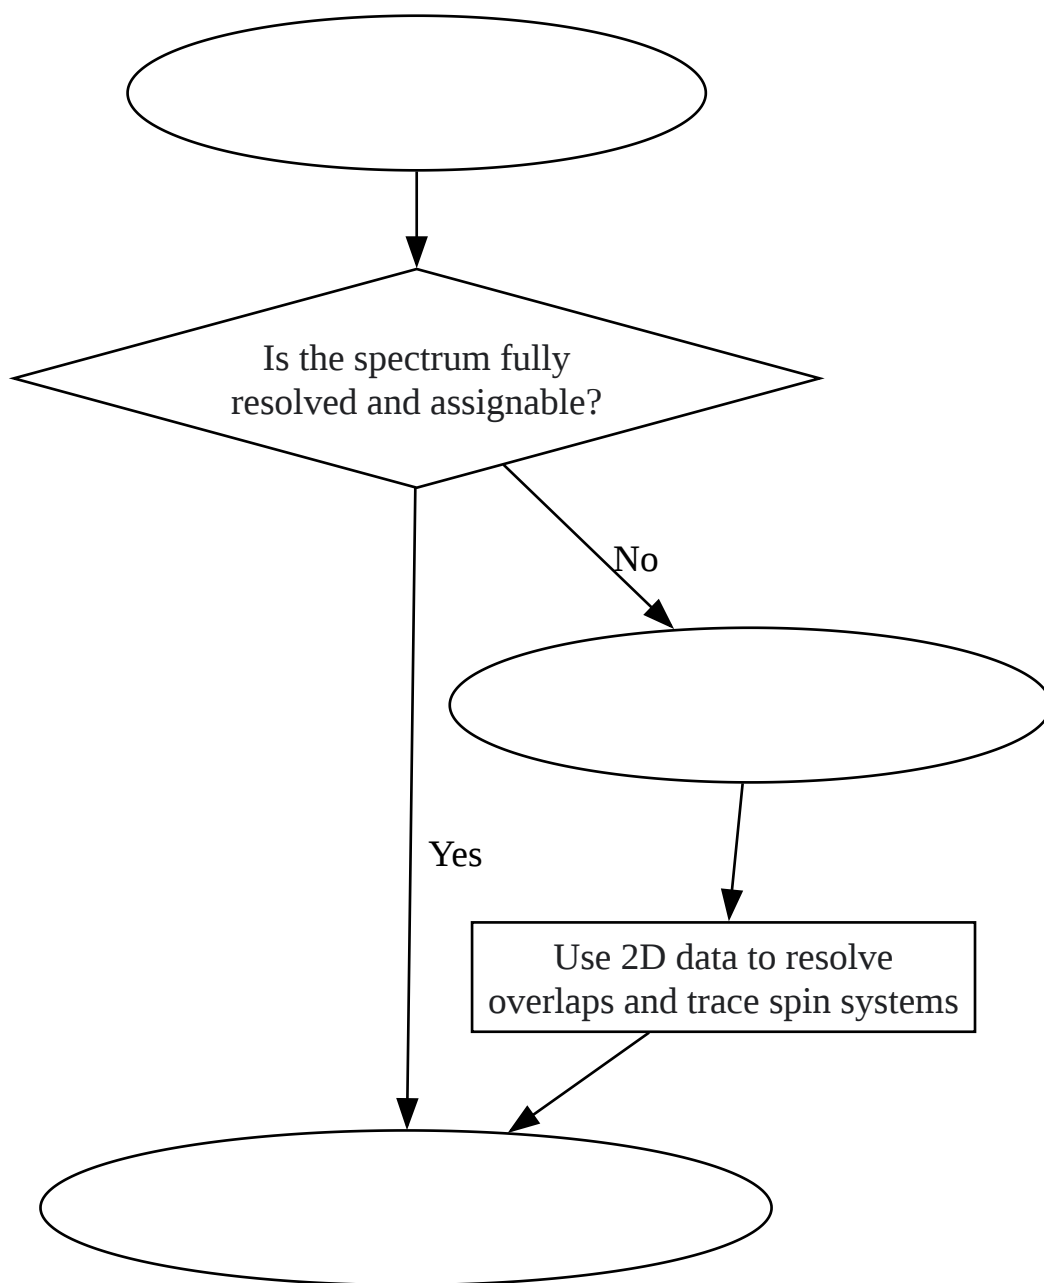 Is the spectrum fully
resolved and assignable?
No
Yes
Use 2D data to resolve
overlaps and trace spin systems